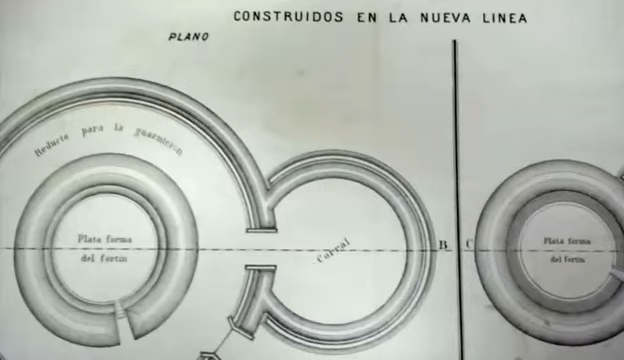 CONSTRUIDOS EN LA NUEVA LINEA
PLANO
Reducto para la guarnicion
Plata forma
del fortin
Corral
B
C
Plata forma
del fortin